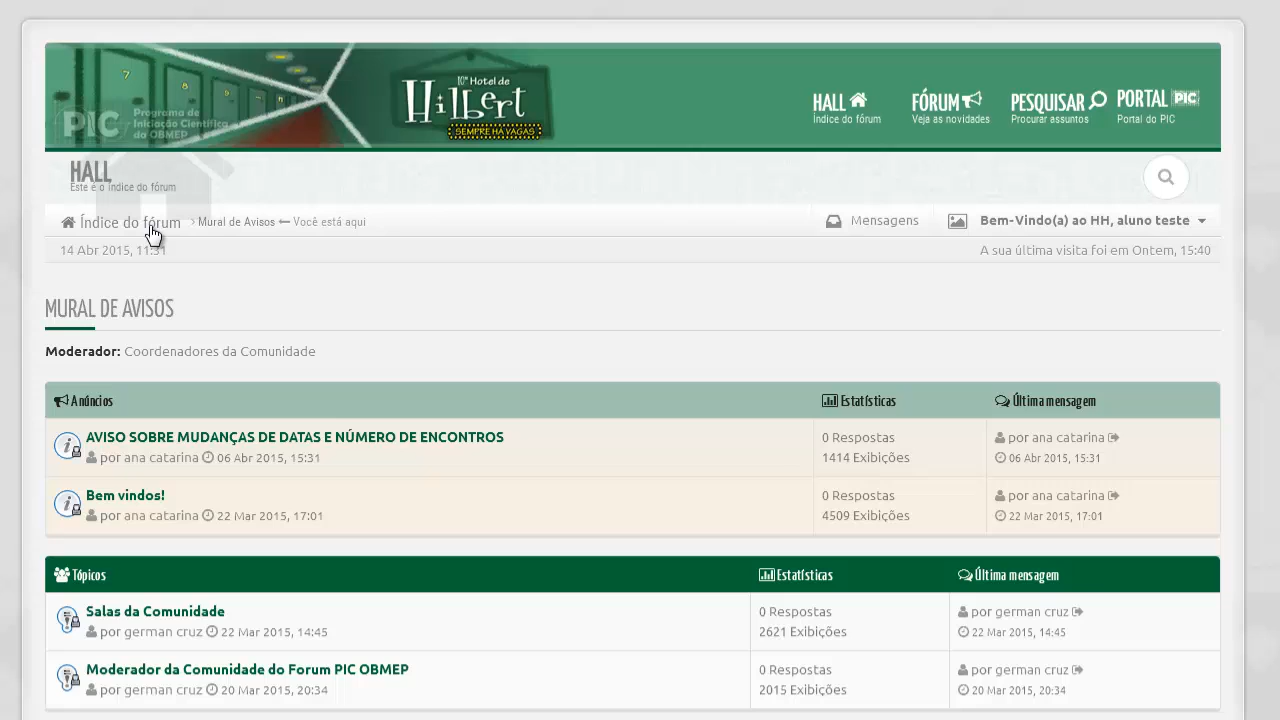 7
8
PIC
Programa de
Iniciação Científica
da OBMEP
10º Hotel de
Hilbert
SEMPRE HÁ VAGAS
HALL
Índice do fórum
FÓRUM
Veja as novidades
PESQUISAR
Procurar assuntos
PORTAL PIC
Portal do PIC
HALL
Este é o índice do fórum
Índice do fórum › Mural de Avisos Você está aqui
Mensagens
Bem-Vindo(a) ao HH, aluno teste
14 Abr 2015, 11:31
A sua última visita foi em Ontem, 15:40
MURAL DE AVISOS
Moderador: Coordenadores da Comunidade
Anúncios Estatísticas Última mensagem
AVISO SOBRE MUDANÇAS DE DATAS E NÚMERO DE ENCONTROS
por ana catarina 06 Abr 2015, 15:31
0 Respostas
1414 Exibições
por ana catarina
06 Abr 2015, 15:31
Bem vindos!
por ana catarina 22 Mar 2015, 17:01
0 Respostas
4509 Exibições
por ana catarina
22 Mar 2015, 17:01
Tópicos Estatísticas Última mensagem
Salas da Comunidade
por german cruz 22 Mar 2015, 14:45
0 Respostas
2621 Exibições
por german cruz
22 Mar 2015, 14:45
Moderador da Comunidade do Forum PIC OBMEP
por german cruz 20 Mar 2015, 20:34
0 Respostas
2015 Exibições
por german cruz
20 Mar 2015, 20:34